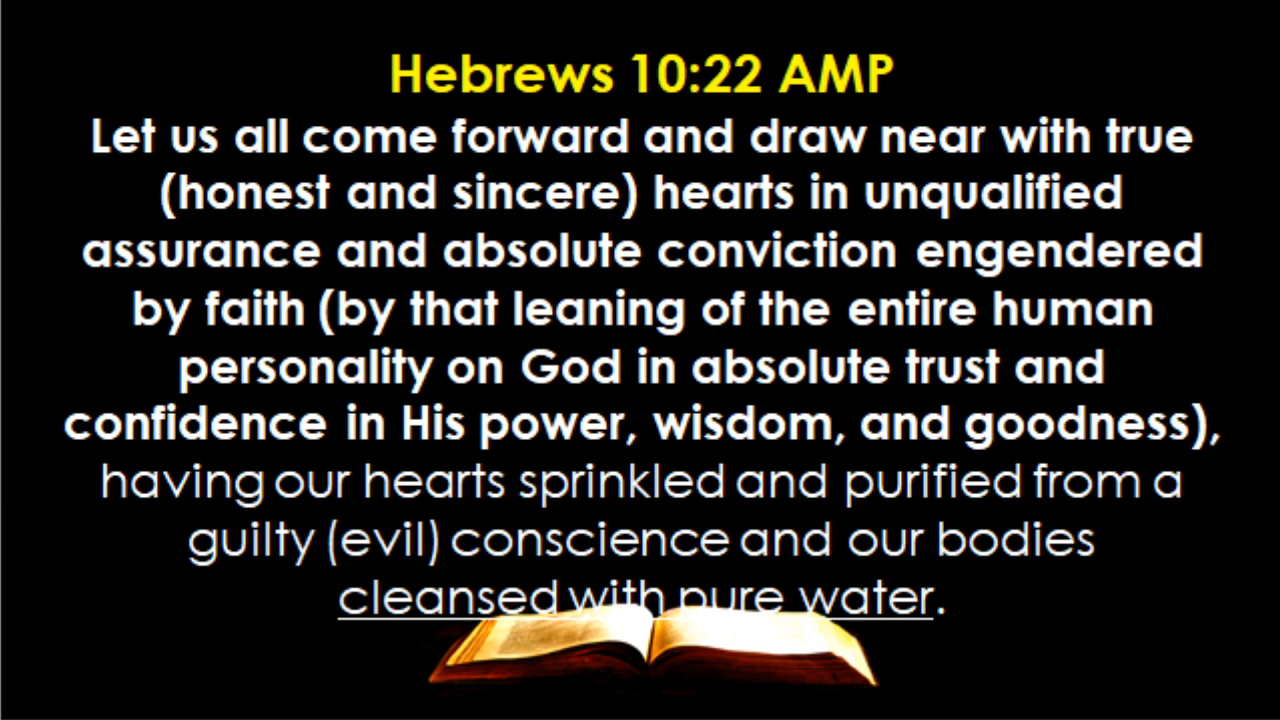 Hebrews 10:22 AMP
Let us all come forward and draw near with true
(honest and sincere) hearts in unqualified
assurance and absolute conviction engendered
by faith (by that leaning of the entire human
personality on God in absolute trust and
confidence in His power, wisdom, and goodness),
having our hearts sprinkled and purified from a
guilty (evil) conscience and our bodies
cleansed with pure water.